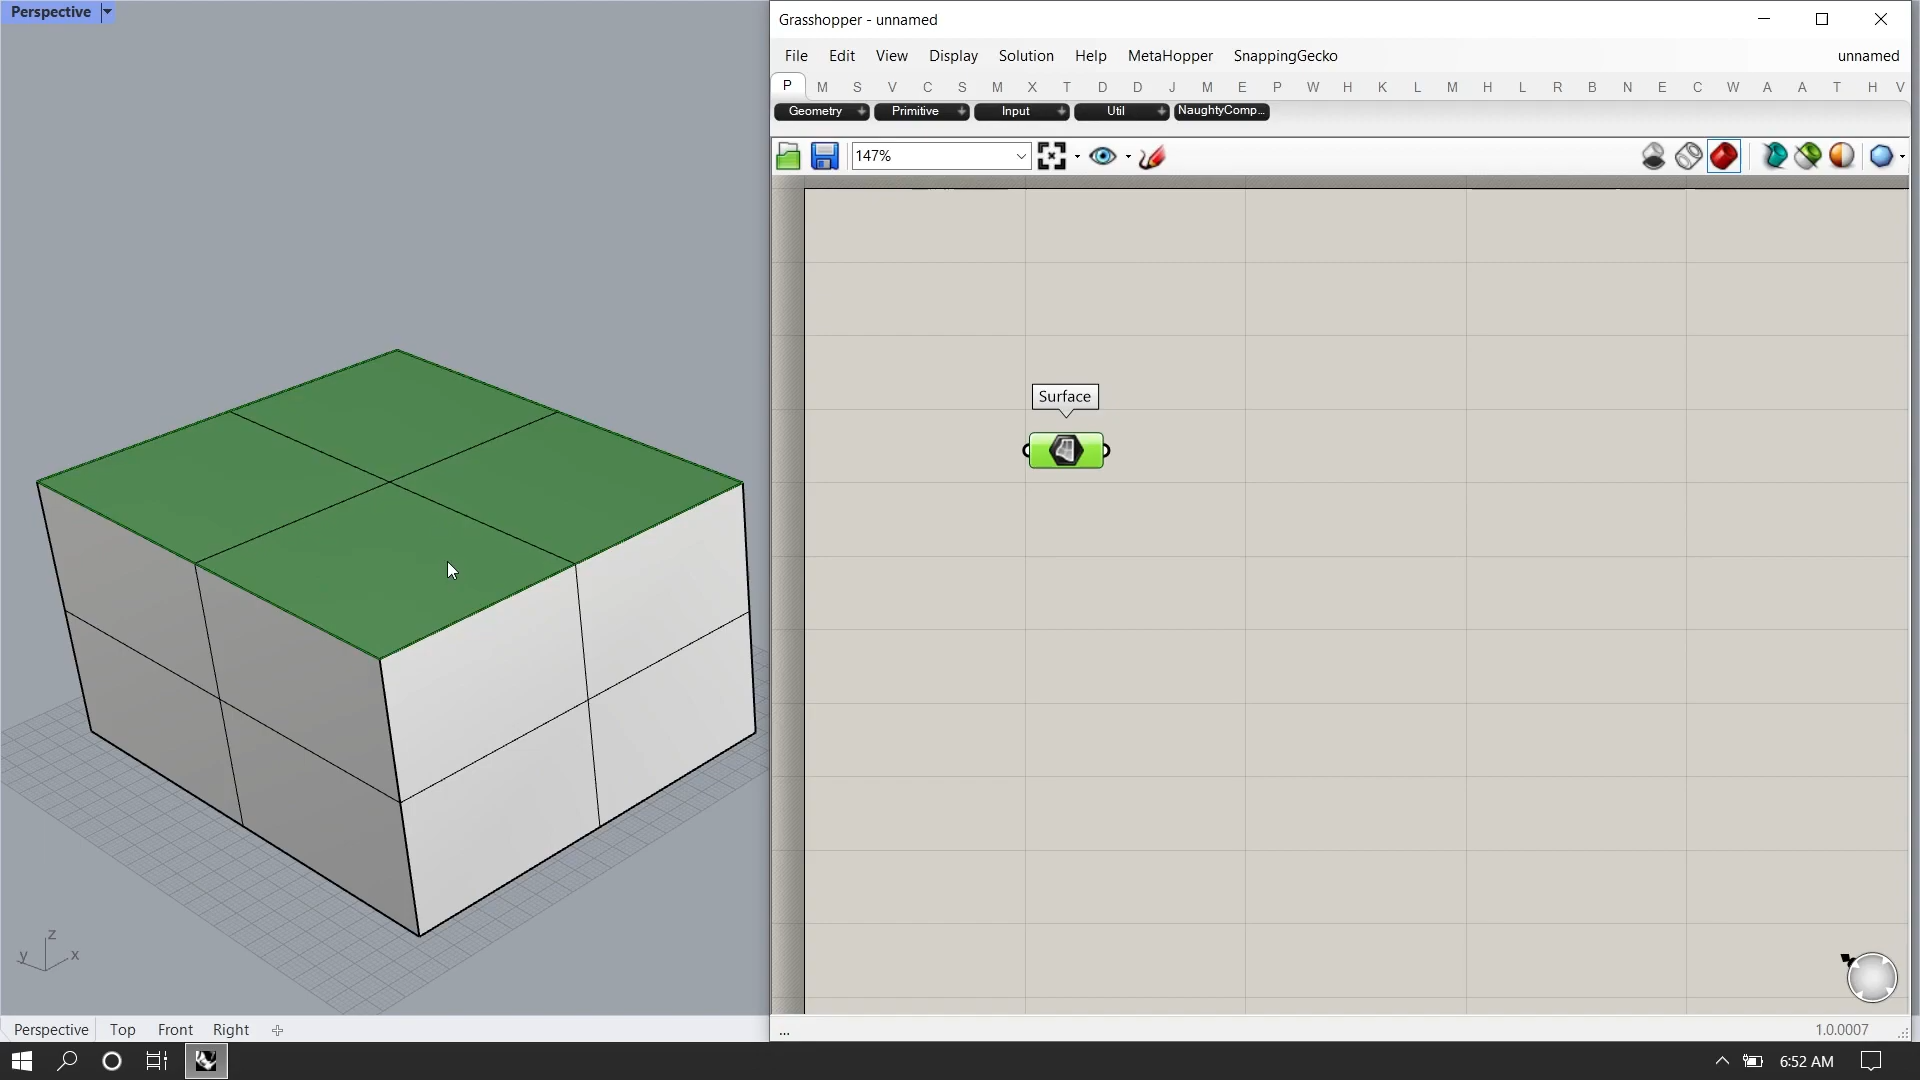 Perspective
Grasshopper - unnamed
File Edit View Display Solution Help MetaHopper SnappingGecko unnamed
P M S V C S M X T D D J M E P W H K L M H L R B N E C W A A T H V
Geometry Primitive Input Util NaughtyComp...
147%
Surface
z
y x
Perspective Top Front Right
... 1.0.0007
6:52 AM